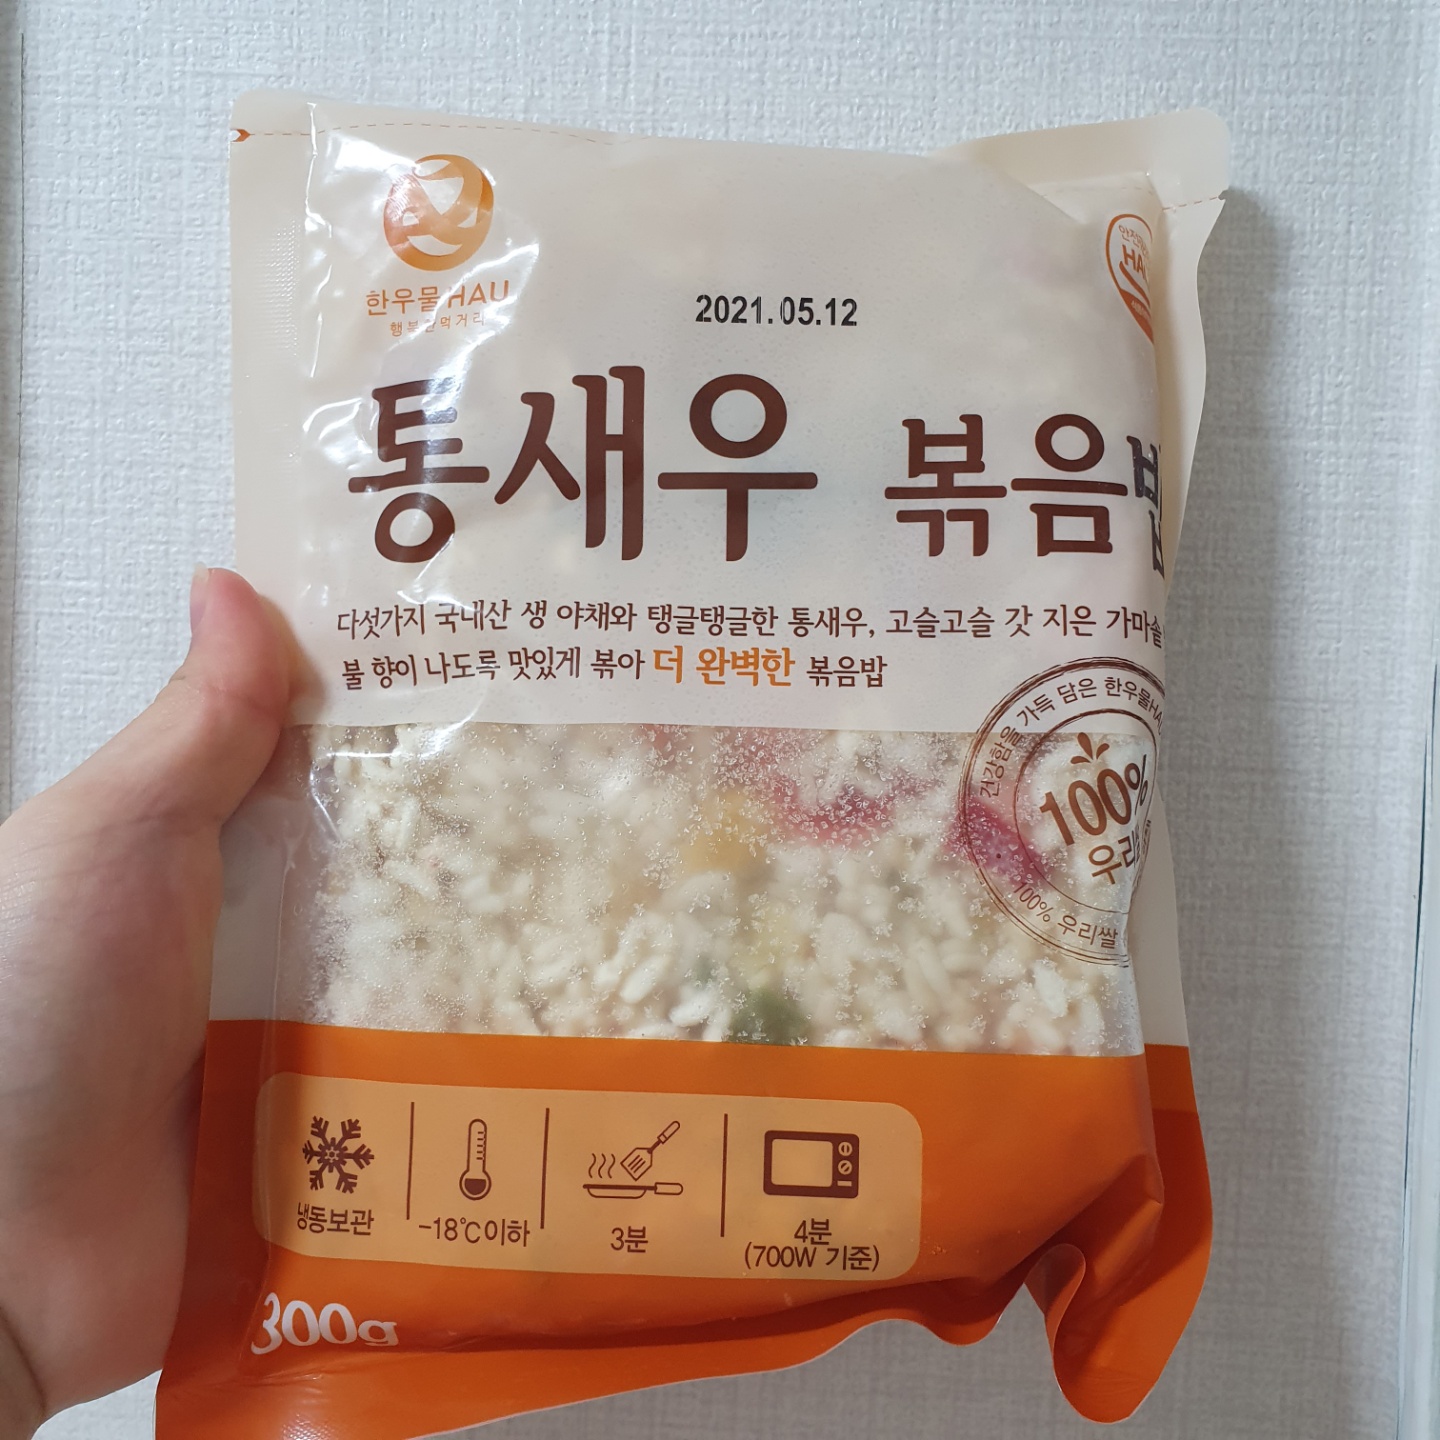 한우물 HAU
행복한먹거리
2021.05.12
HA
통새우 볶음밥
다섯가지 국내산 생 야채와 탱글탱글한 통새우, 고슬고슬 갓 지은 가마솥
불 향이 나도록 맛있게 볶아 더 완벽한 볶음밥
건강함을 가득 담은 한우물HA
100%
우리
100% 우리쌀
냉동보관
-18℃이하
3분
4분
(700W 기준)
300g